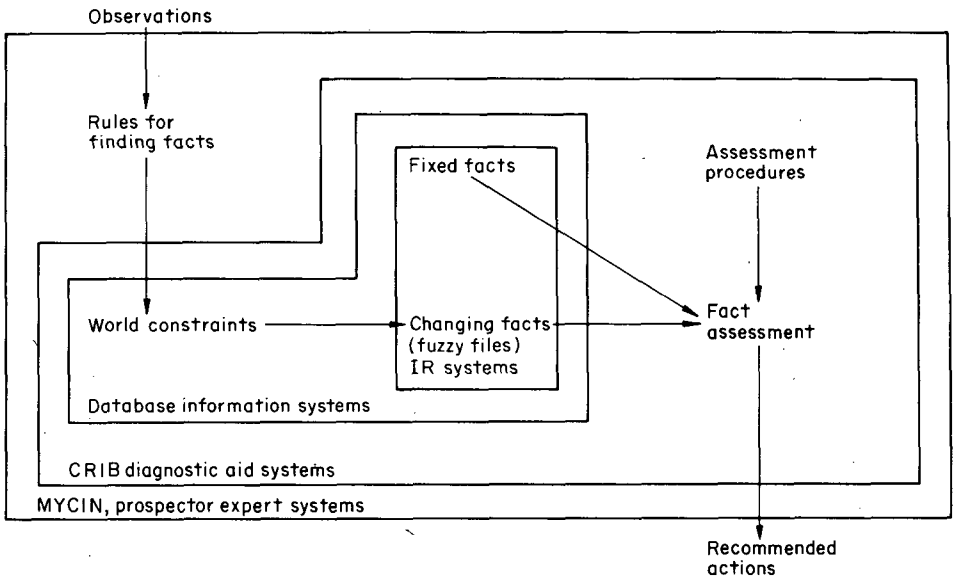 Observations
Rules for
finding facts
Fixed facts
Assessment
procedures
World constraints
Changing facts
(fuzzy files)
IR systems
Fact
assessment
Database information systems
CRIB diagnostic aid systems
MYCIN, prospector expert systems
Recommended
actions